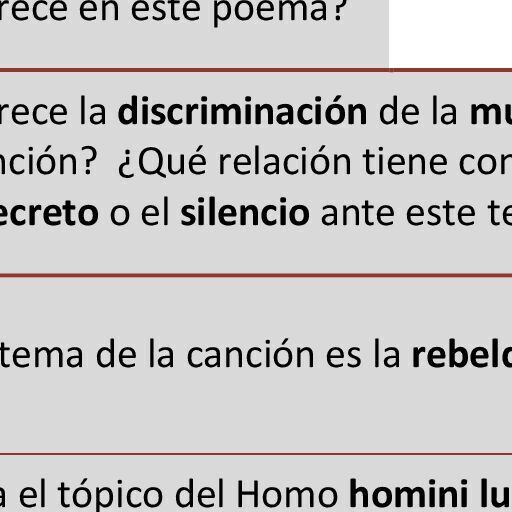 rece en este poema?
rece la discriminación de la mu
nción? ¿Qué relación tiene con
ecreto o el silencio ante este te
tema de la canción es la rebeld
a el tópico del Homo homini lu